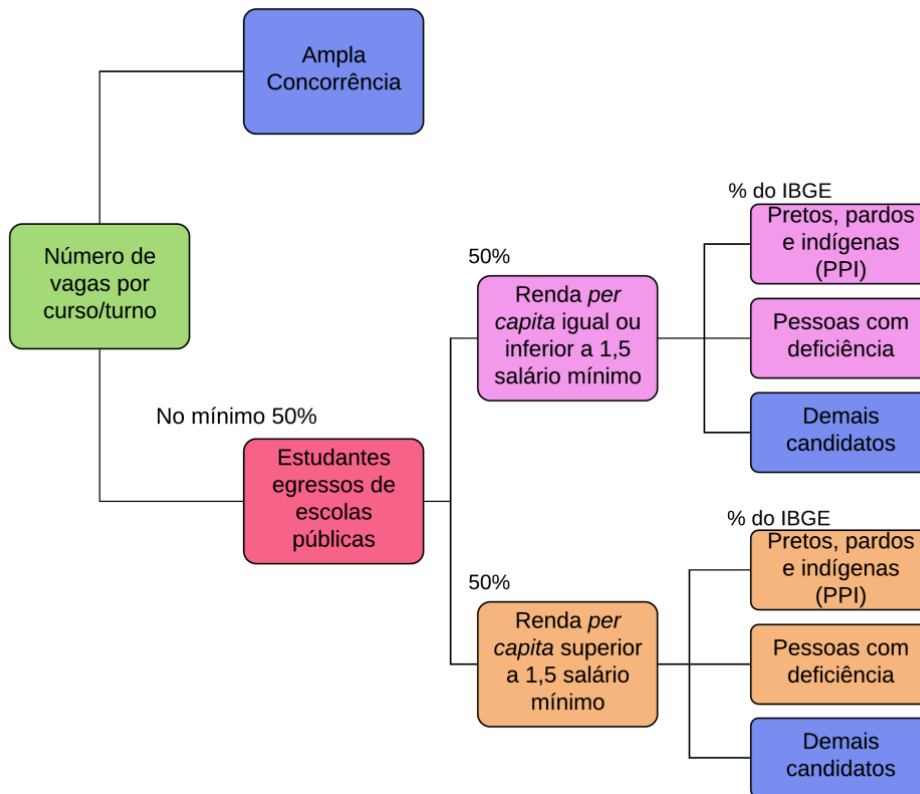 Ampla
Concorrência
Número de
vagas por
curso/turno
No mínimo 50%
Estudantes
egressos de
escolas
públicas
50%
Renda per
capita igual ou
inferior a 1,5
salário mínimo
% do IBGE
Pretos, pardos
e indígenas
(PPI)
Pessoas com
deficiência
Demais
candidatos
50%
Renda per
capita superior
a 1,5 salário
mínimo
% do IBGE
Pretos, pardos
e indígenas
(PPI)
Pessoas com
deficiência
Demais
candidatos